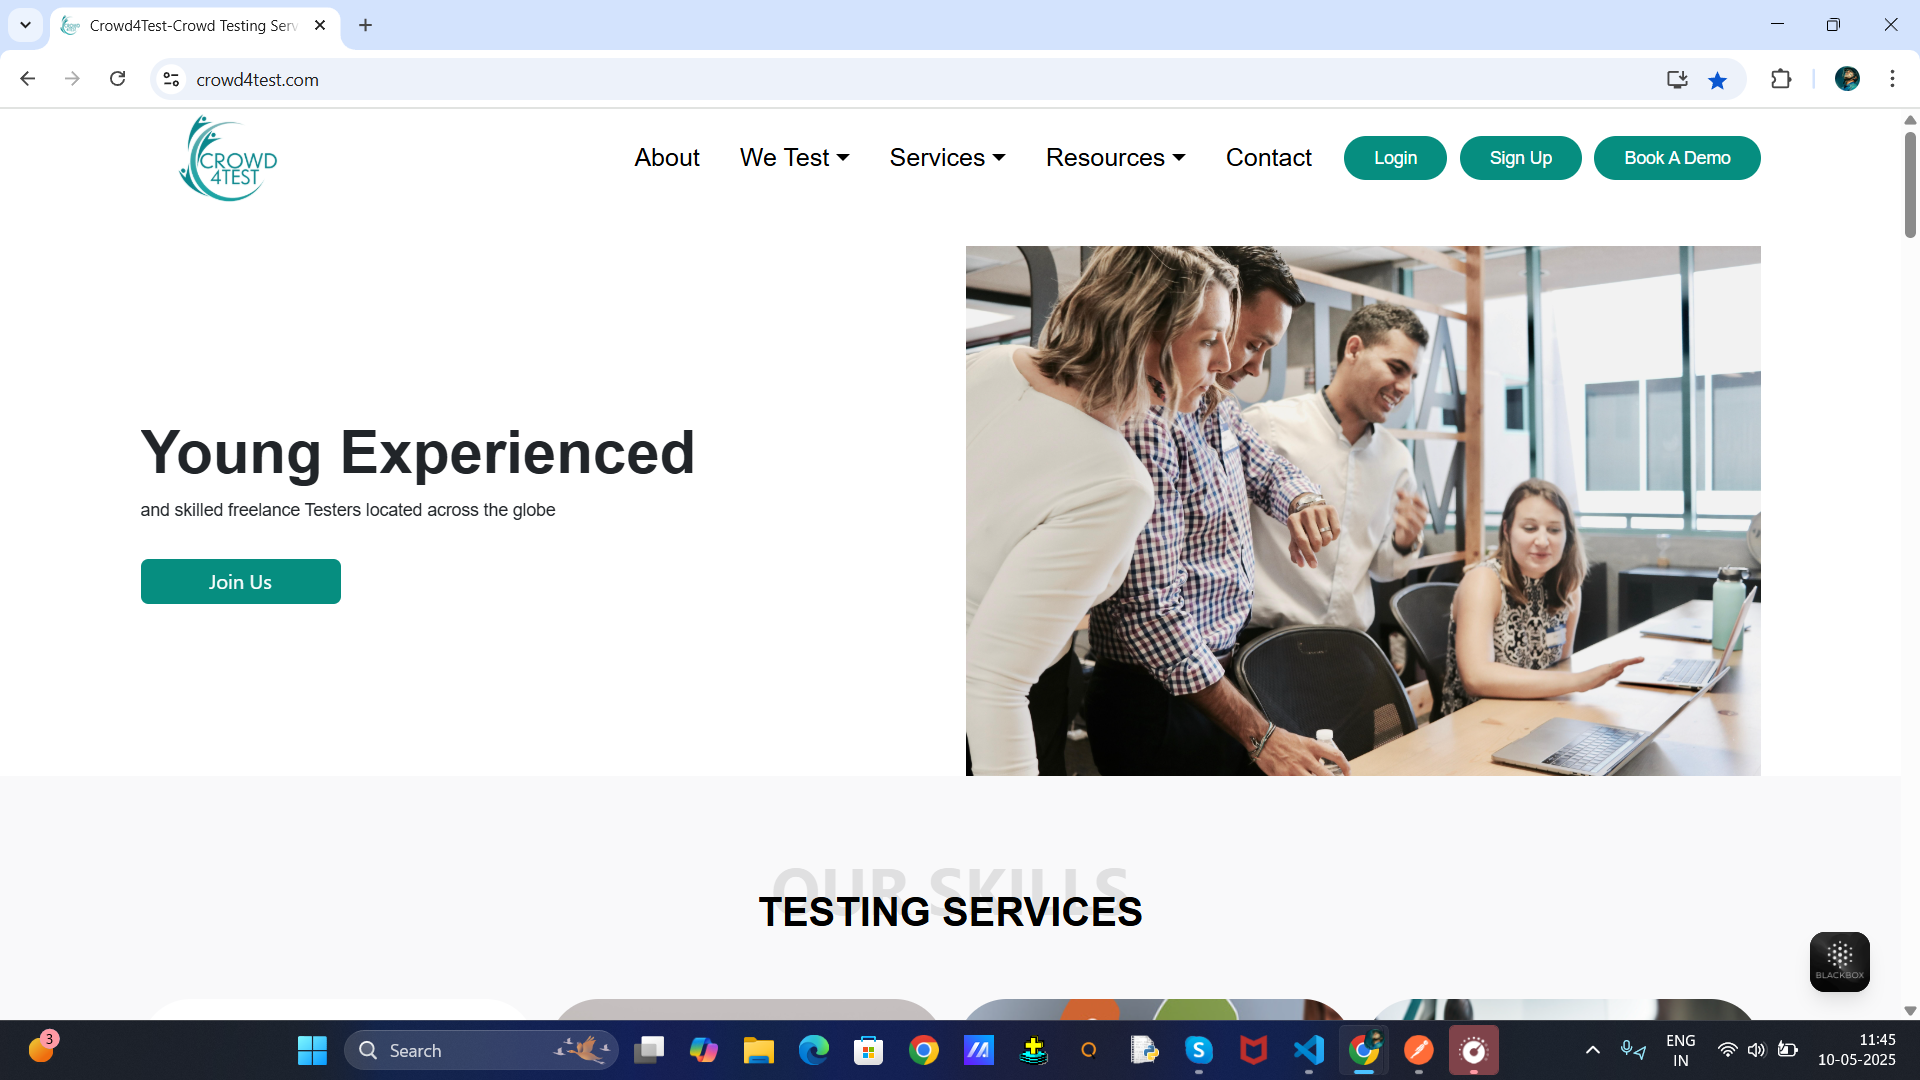 Crowd4Test-Crowd Testing Serv
crowd4test.com
CROWD
4TEST
About
We Test
Services
Resources
Contact
Login
Sign Up
Book A Demo
Young Experienced
and skilled freelance Testers located across the globe
Join Us
OUR SKILLS
TESTING SERVICES
BLACKBOX
3
Search
ENG
IN
11:45
10-05-2025